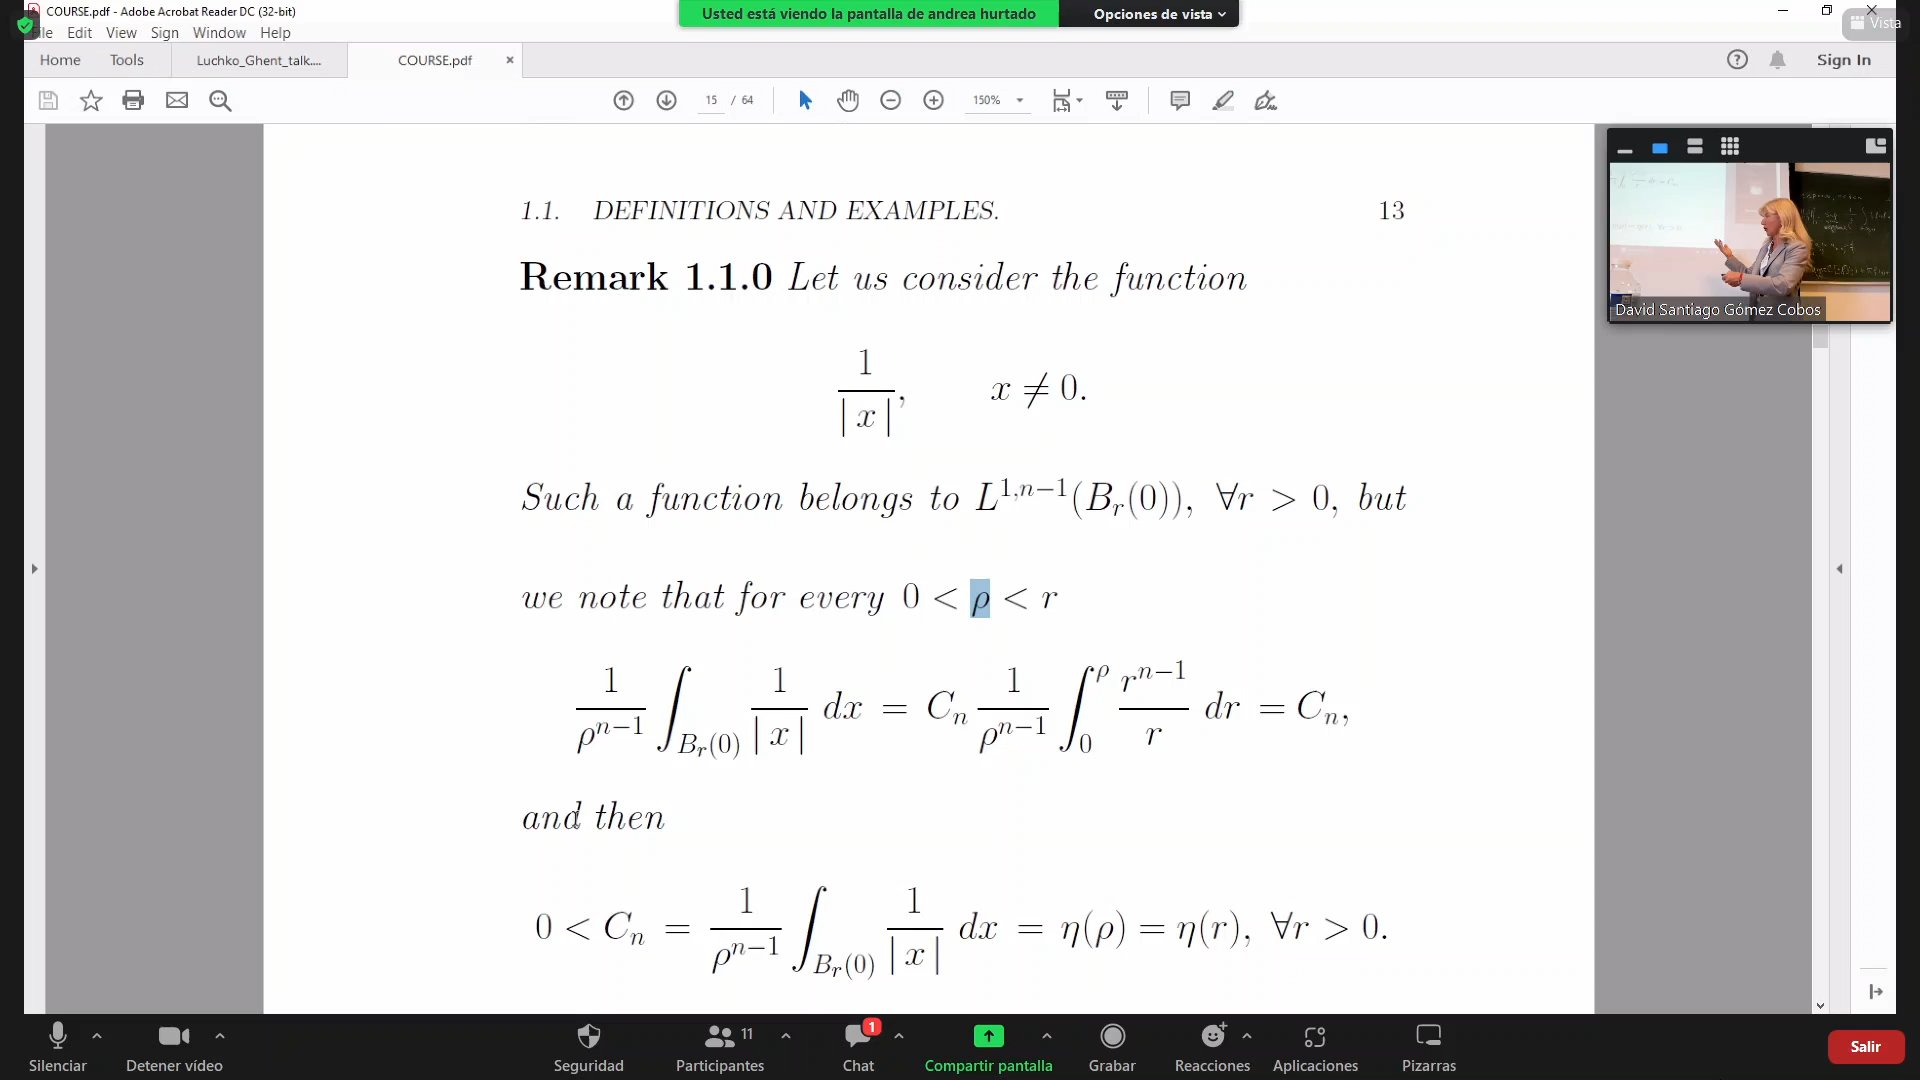 COURSE.pdf - Adobe Acrobat Reader DC (32-bit)
Usted está viendo la pantalla de andrea hurtado
Opciones de vista
Vista
File Edit View Sign Window Help
Home Tools Luchko_Ghent_talk.... COURSE.pdf × Sign In
15 / 64 150%
1.1. DEFINITIONS AND EXAMPLES. 13
Remark 1.1.0 Let us consider the function
1/|x|, x ≠ 0.
Such a function belongs to L^{1,n−1}(B_r(0)), ∀r > 0, but
we note that for every 0 < ρ < r
1/ρ^{n−1} ∫_{B_r(0)} 1/|x| dx = C_n 1/ρ^{n−1} ∫_0^ρ r^{n−1}/r dr = C_n,
and then
0 < C_n = 1/ρ^{n−1} ∫_{B_r(0)} 1/|x| dx = η(ρ) = η(r), ∀r > 0.
David Santiago Gómez Cobos
11
1
Silenciar Detener vídeo Seguridad Participantes Chat Compartir pantalla Grabar Reacciones Aplicaciones Pizarras Salir